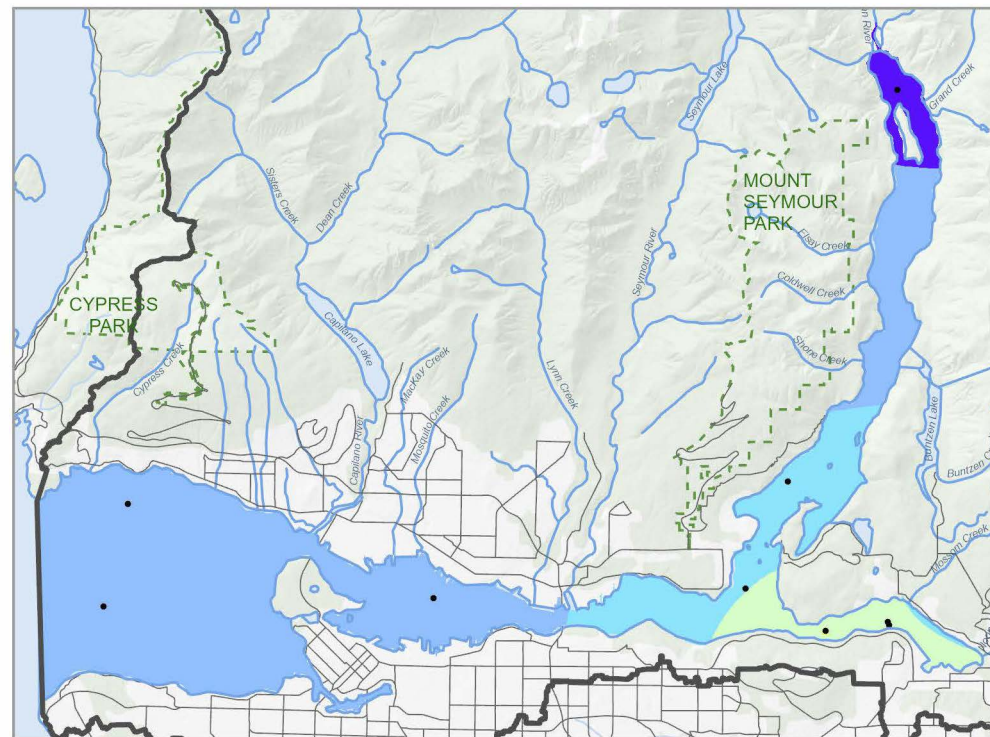 Seymour Lake
Grand Creek
Sisters Creek
Dean Creek
MOUNT
SEYMOUR
PARK
Elsay Creek
Seymour River
Coldwell Creek
CYPRESS
PARK
Capilano Lake
Shone Creek
Cypress Creek
MacKay Creek
Lynn Creek
Mosquito Creek
Buntzen Lake
Capilano River
Buntzen
Mossom Creek